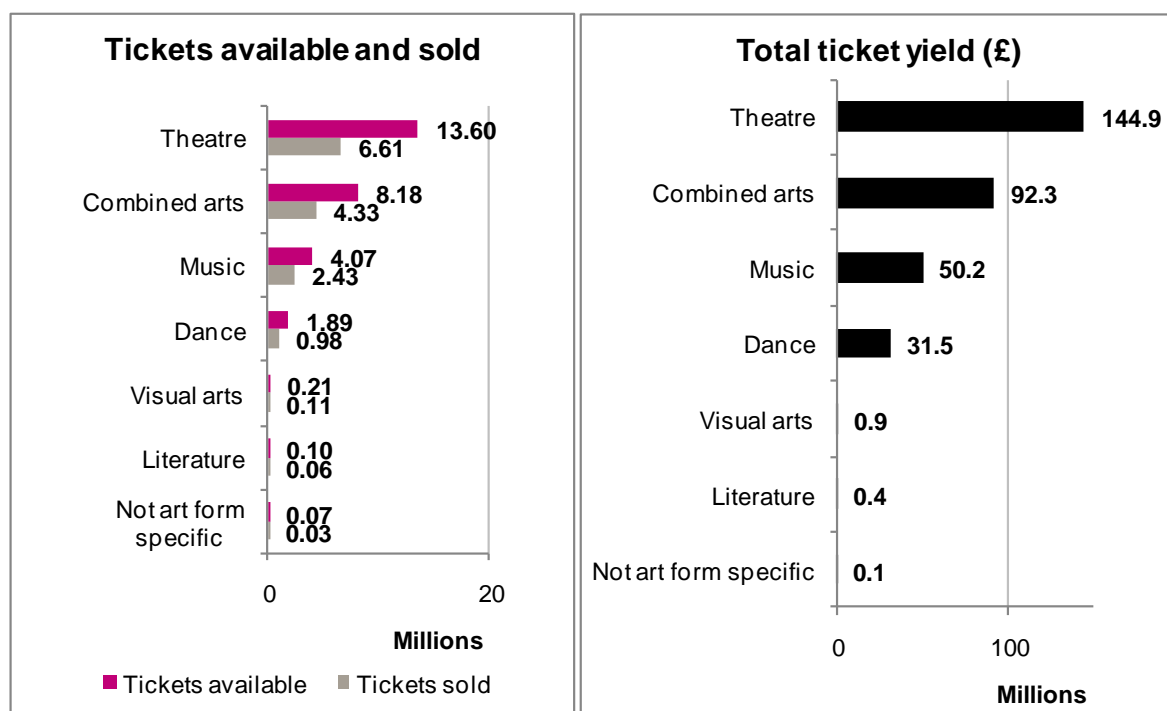 Tickets available and sold
Theatre
13.60
6.61
Combined arts
8.18
4.33
Music
4.07
2.43
Dance
1.89
0.98
Visual arts
0.21
0.11
Literature
0.10
0.06
Not art form
specific
0.07
0.03
0
20
Millions
Tickets available
Tickets sold
Total ticket yield (£)
Theatre
144.9
Combined arts
92.3
Music
50.2
Dance
31.5
Visual arts
0.9
Literature
0.4
Not art form specific
0.1
0
100
Millions